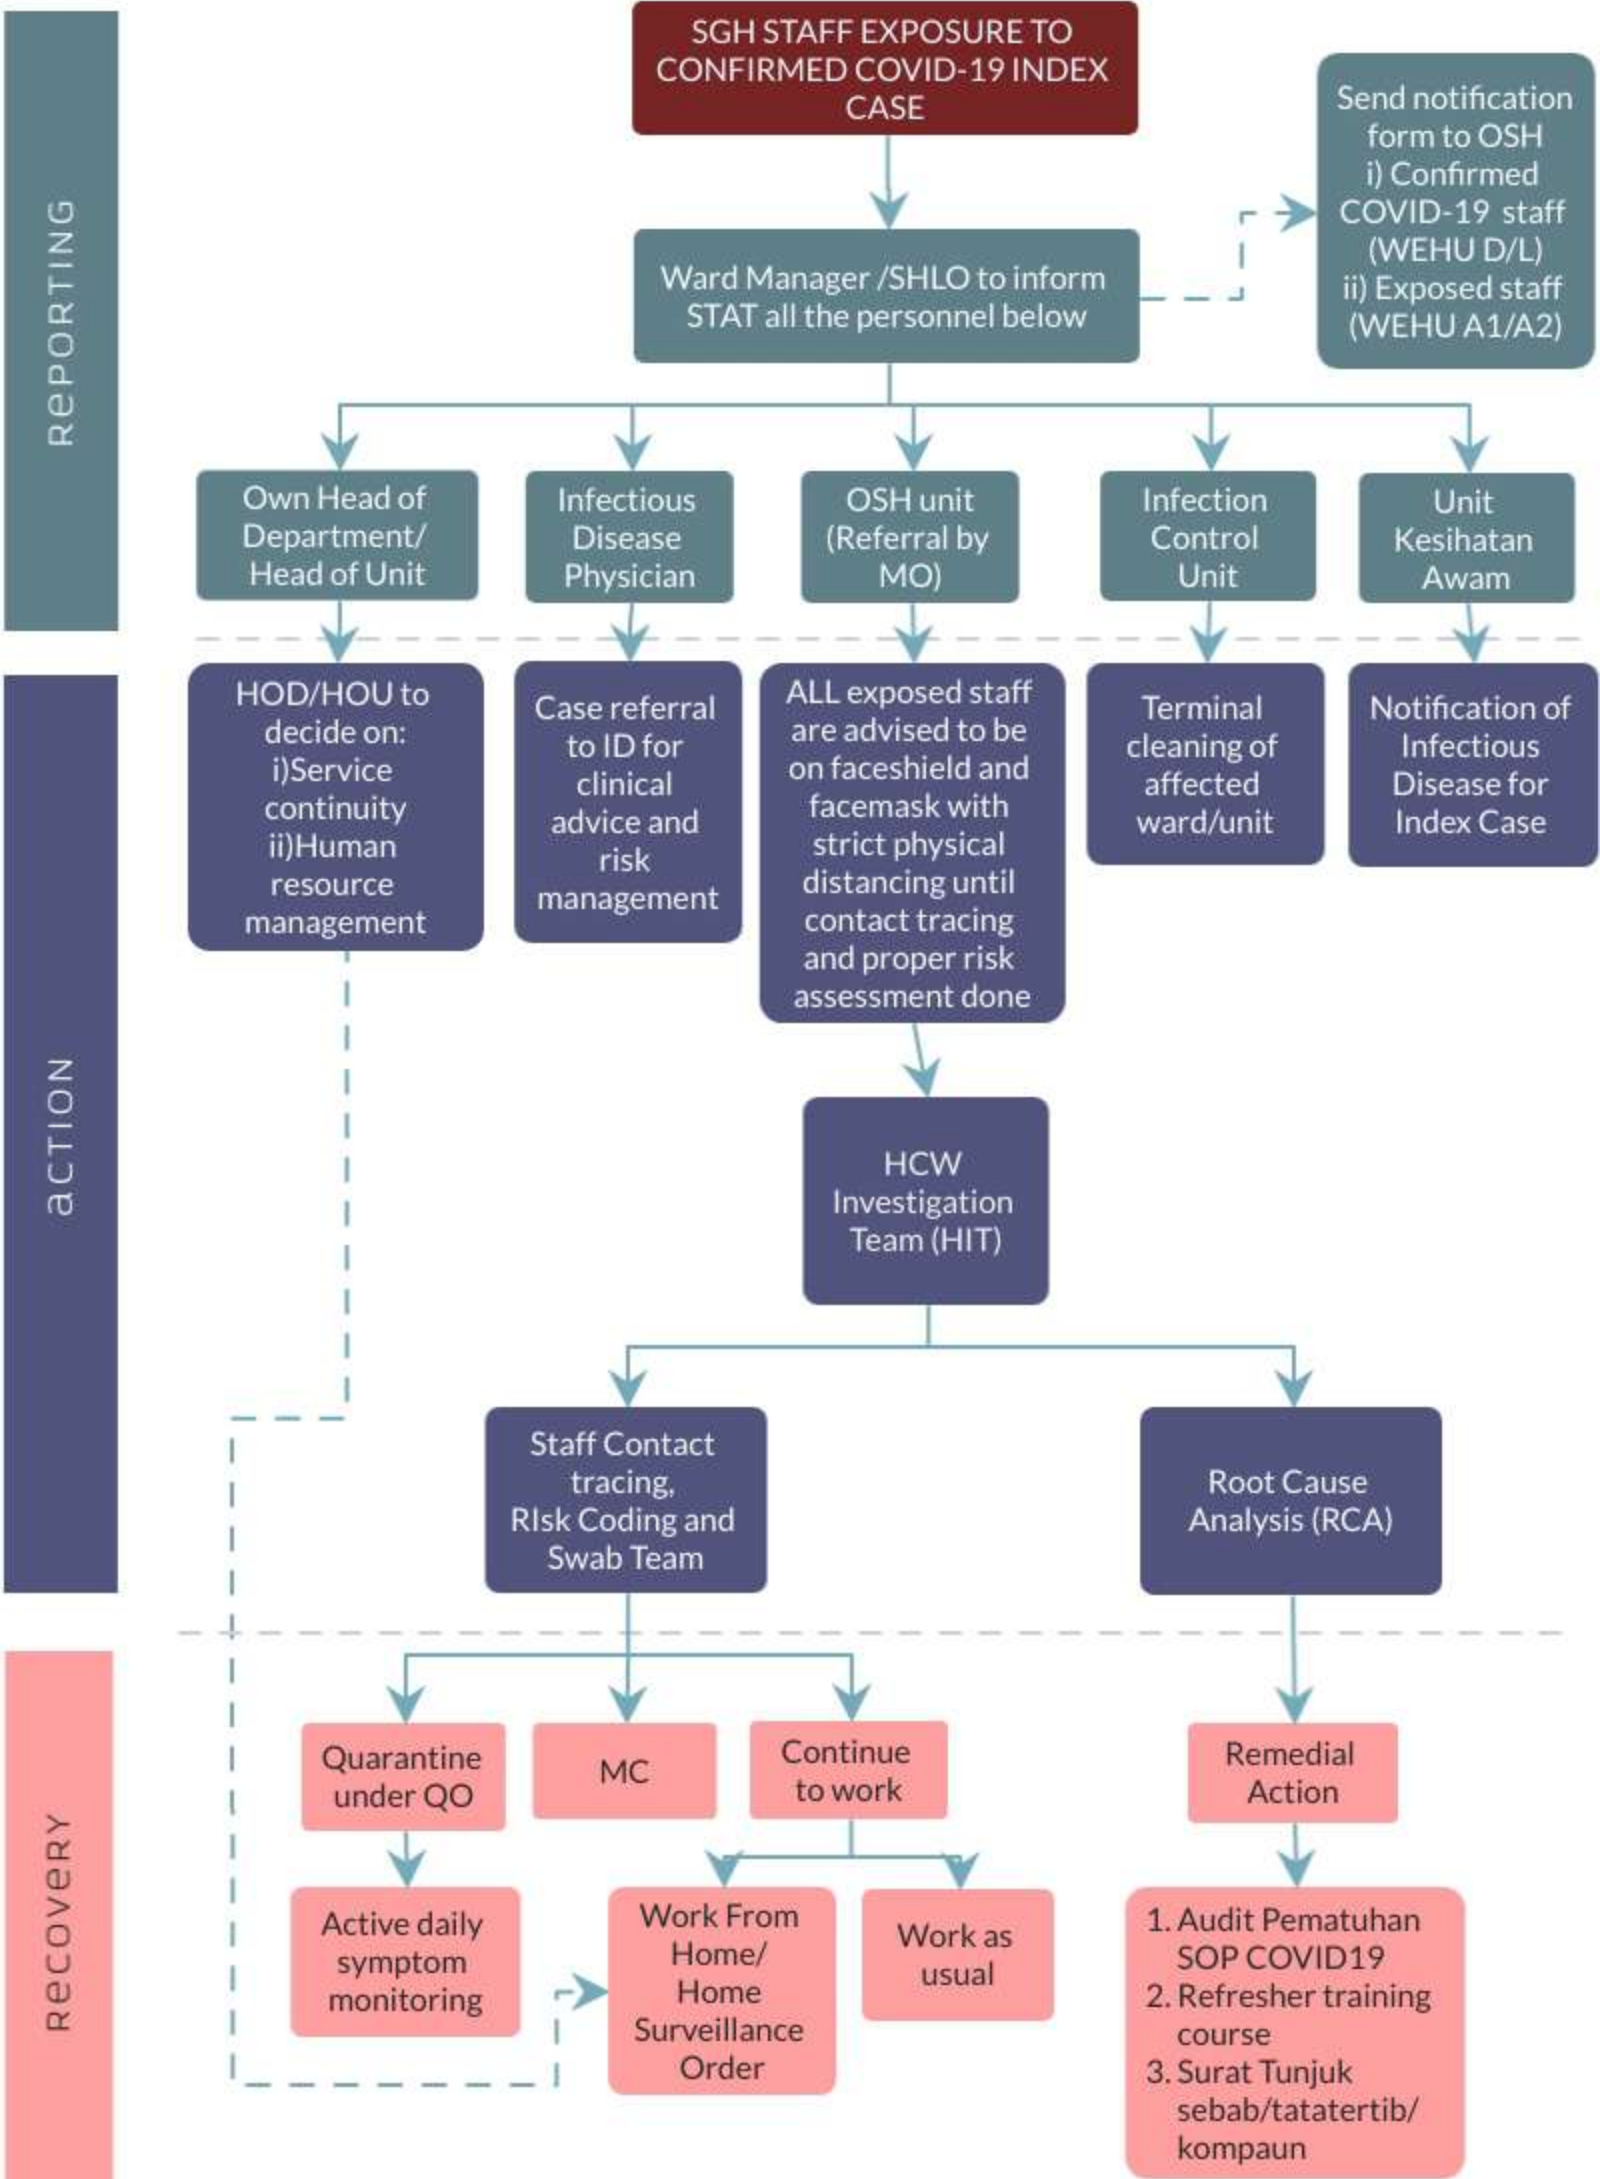 SGH STAFF EXPOSURE TO
CONFIRMED COVID-19 INDEX
CASE
Send notification
form to OSH
i) Confirmed
COVID-19 staff
(WEHU D/L)
ii) Exposed staff
(WEHU A1/A2)
Ward Manager /SHLO to inform
STAT all the personnel below
RePORTING
Own Head of
Department/
Head of Unit
Infectious
Disease
Physician
OSH unit
(Referral by
MO)
Infection
Control
Unit
Unit
Kesihatan
Awam
HOD/HOU to
decide on:
i)Service
continuity
ii)Human
resource
management
Case referral
to ID for
clinical
advice and
risk
management
ALL exposed staff
are advised to be
on faceshield and
facemask with
strict physical
distancing until
contact tracing
and proper risk
assessment done
Terminal
cleaning of
affected
ward/unit
Notification of
Infectious
Disease for
Index Case
aCTION
HCW
Investigation
Team (HIT)
Staff Contact
tracing,
RIsk Coding and
Swab Team
Root Cause
Analysis (RCA)
ReCOVeRY
Quarantine
under QO
MC
Continue
to work
Remedial
Action
Active daily
symptom
monitoring
Work From
Home/
Home
Surveillance
Order
Work as
usual
1. Audit Pematuhan
SOP COVID19
2. Refresher training
course
3. Surat Tunjuk
sebab/tatatertib/
kompaun